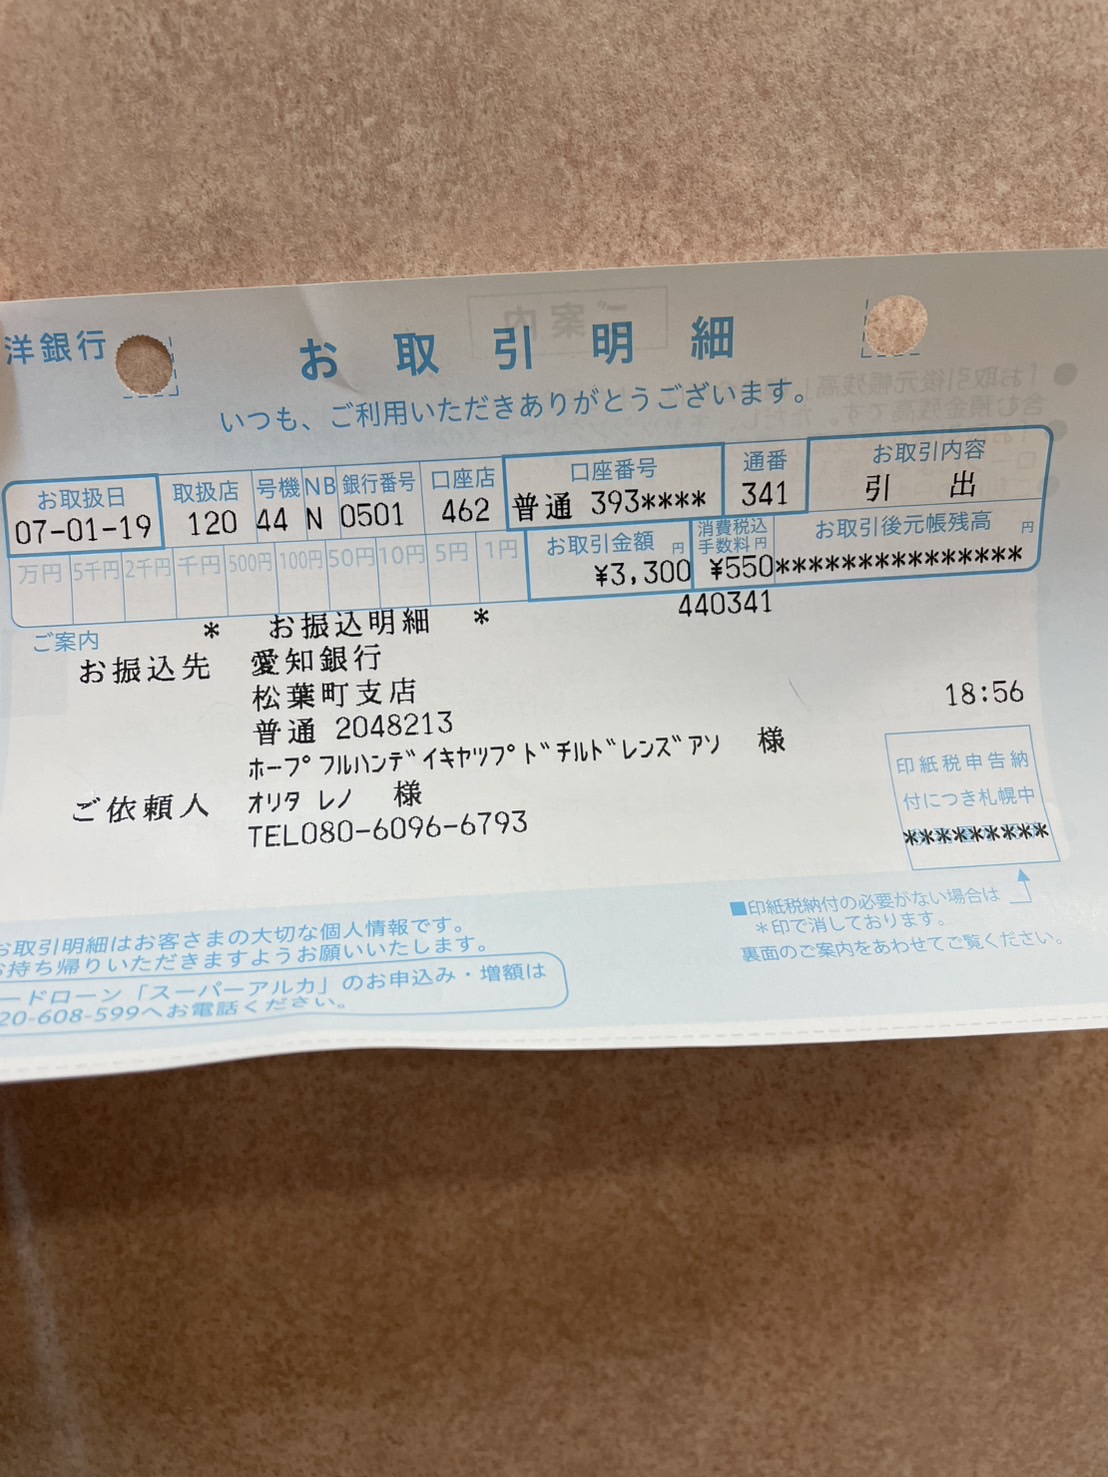 洋銀行
お取引明細
いつも、ご利用いただきありがとうございます。
お取扱日 取扱店 号機 NB 銀行番号 口座店 口座番号 通番 お取引内容
07-01-19 120 44 N 0501 462 普通 393**** 341 引 出
万円 5千円 2千円 千円 500円 100円 50円 10円 5円 1円 お取引金額 円 消費税込手数料円 お取引後元帳残高 円
¥3,300 ¥550 ***************
440341
ご案内 * お振込明細 *
お振込先 愛知銀行
松葉町支店
18:56
普通 2048213
ホープフルハンデイキヤツプドチルドレンズアソ 様
ご依頼人 オリタ レノ 様
TEL080-6096-6793
印紙税申告納
付につき札幌中
*********
■印紙税納付の必要がない場合は
*印で消しております。
裏面のご案内をあわせてご覧ください。
お取引明細はお客さまの大切な個人情報です。
お持ち帰りいただきますようお願いいたします。
ードローン「スーパーアルカ」のお申込み・増額は
20-608-599へお電話ください。